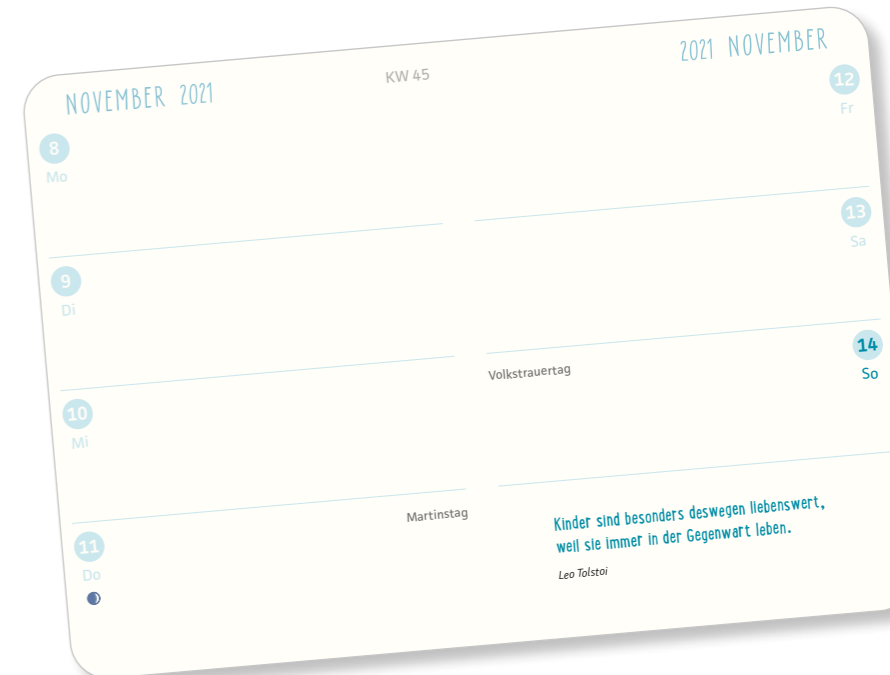 NOVEMBER 2021
KW 45
2021 NOVEMBER
8
Mo
9
Di
10
Mi
Martinstag
11
Do
12
Fr
13
Sa
Volkstrauertag
14
So
Kinder sind besonders deswegen liebenswert,
weil sie immer in der Gegenwart leben.
Leo Tolstoi